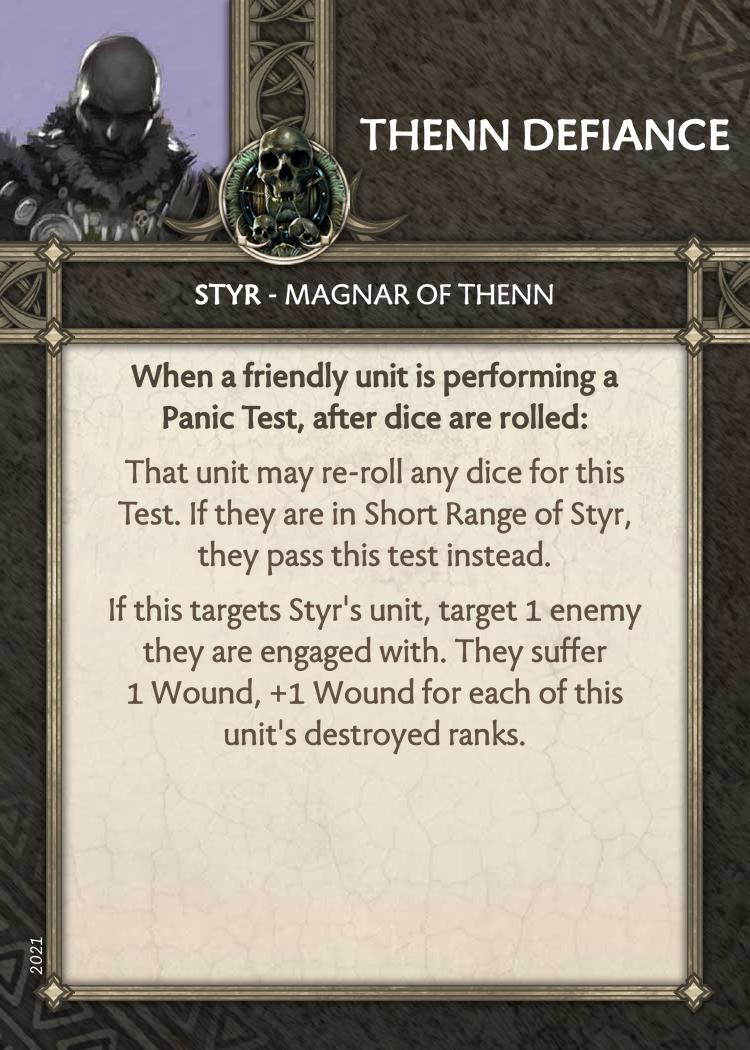 THENN DEFIANCE
STYR - MAGNAR OF THENN
When a friendly unit is performing a
Panic Test, after dice are rolled:
That unit may re-roll any dice for this
Test. If they are in Short Range of Styr,
they pass this test instead.
If this targets Styr's unit, target 1 enemy
they are engaged with. They suffer
1 Wound, +1 Wound for each of this
unit's destroyed ranks.
2021